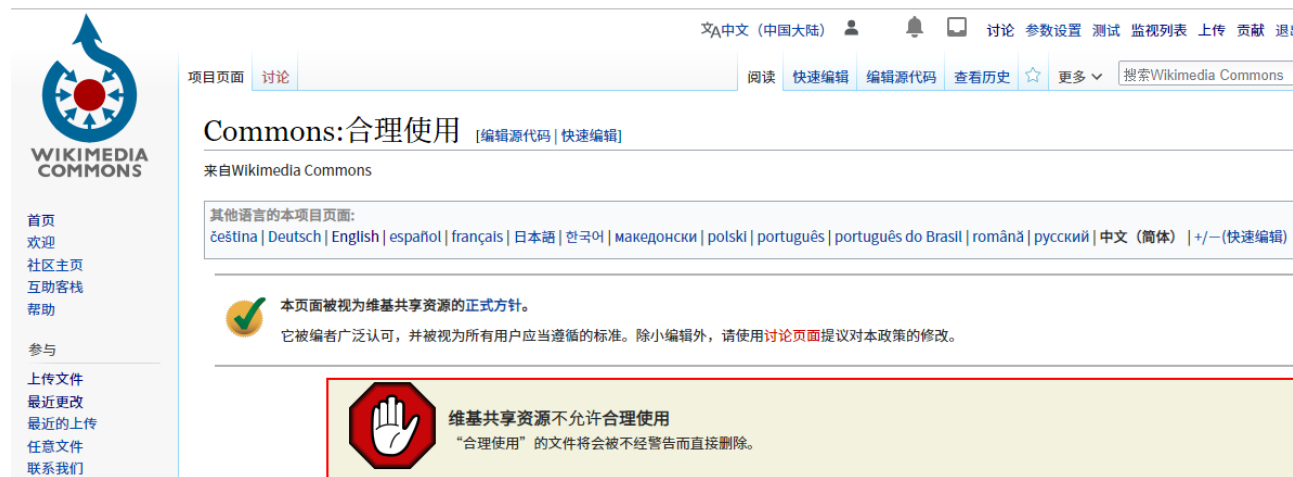 文A中文（中国大陆） 讨论 参数设置 测试 监视列表 上传 贡献
项目页面 讨论 阅读 快速编辑 编辑源代码 查看历史 更多 搜索Wikimedia Commons
WIKIMEDIA
COMMONS
Commons:合理使用 [编辑源代码 | 快速编辑]
来自Wikimedia Commons
其他语言的本项目页面:
čeština | Deutsch | English | español | français | 日本語 | 한국어 | македонски | polski | português | português do Brasil | română | русский | 中文（简体） | +/−(快速编辑)
首页
欢迎
社区主页
互助客栈
帮助
参与
上传文件
最近更改
最近的上传
任意文件
联系我们
本页面被视为维基共享资源的正式方针。
它被编者广泛认可，并被视为所有用户应当遵循的标准。除小编辑外，请使用讨论页面提议对本政策的修改。
维基共享资源不允许合理使用
“合理使用”的文件将会被不经警告而直接删除。